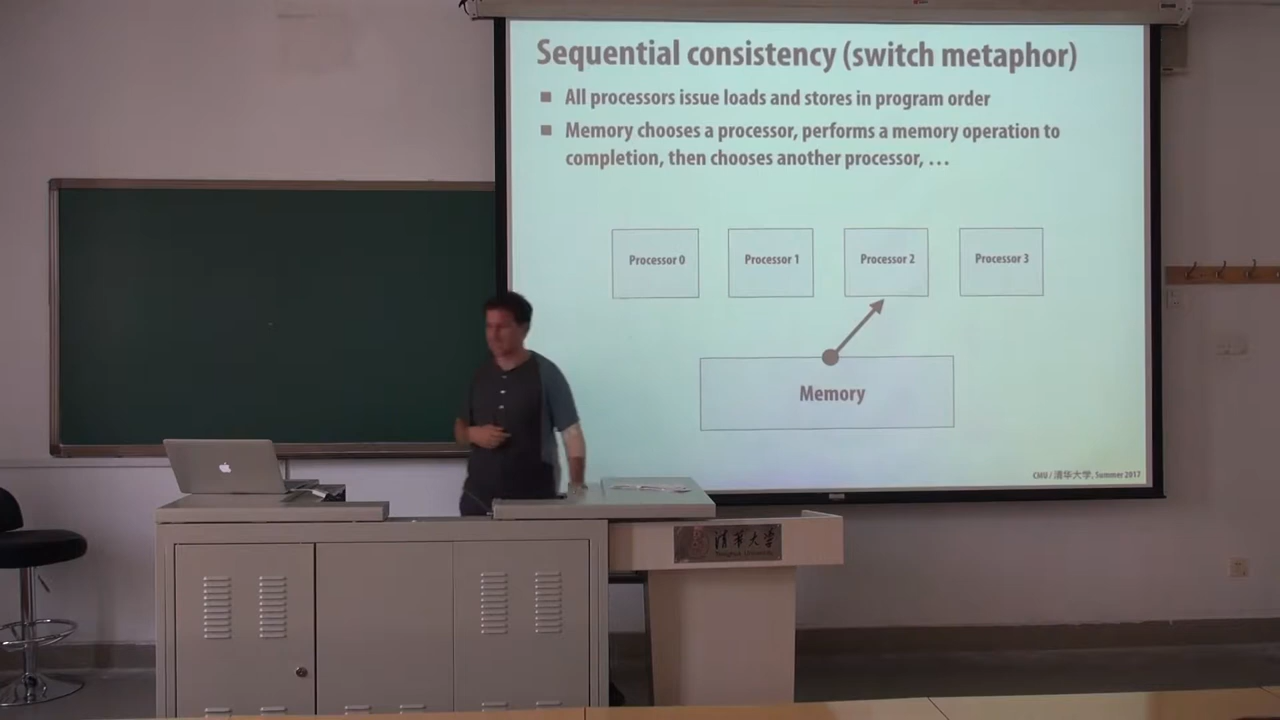 Sequential consistency (switch metaphor)
All processors issue loads and stores in program order
Memory chooses a processor, performs a memory operation to
completion, then chooses another processor, …
Processor 0
Processor 1
Processor 2
Processor 3
Memory
CMU / 清华大学, Summer 2017
清华大学
Tsinghua University